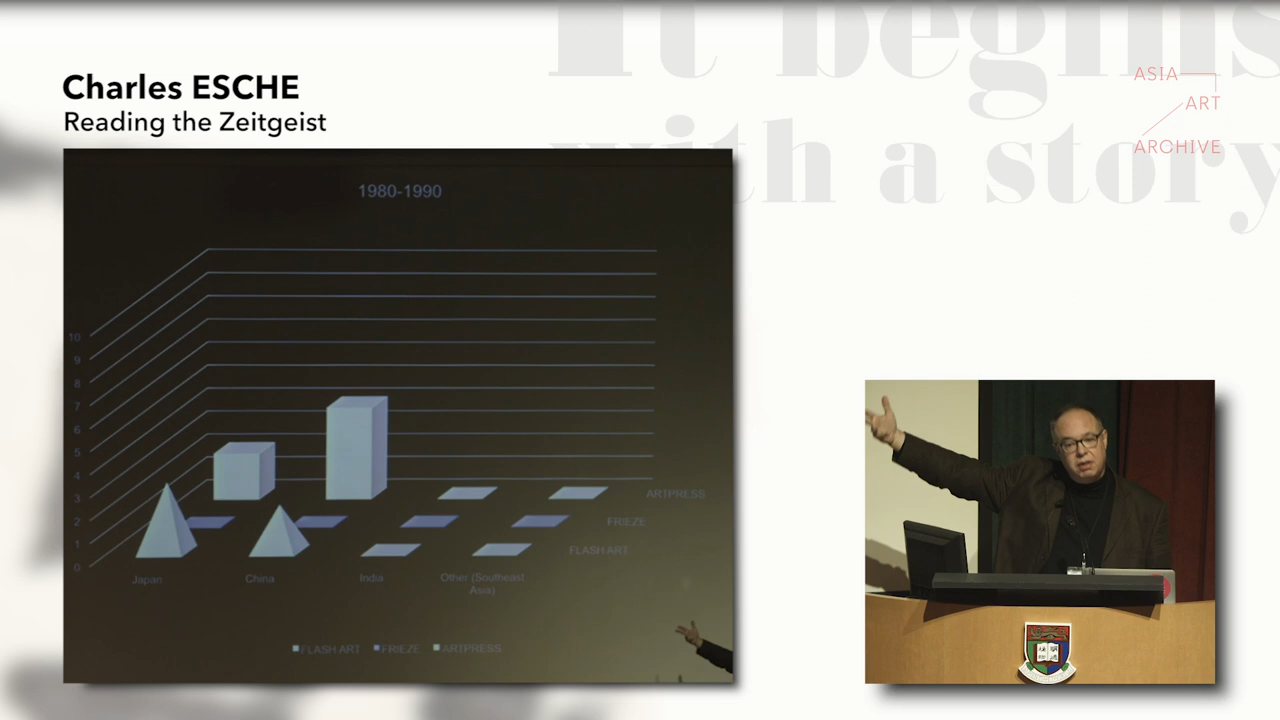 It begins
with a story
Charles ESCHE
Reading the Zeitgeist
ASIA
ART
ARCHIVE
1980-1990
10
9
8
7
6
5
4
3
2
1
0
ARTPRESS
FRIEZE
FLASH ART
Japan
China
India
Other (Southeast
Asia)
FLASH ART FRIEZE ARTPRESS